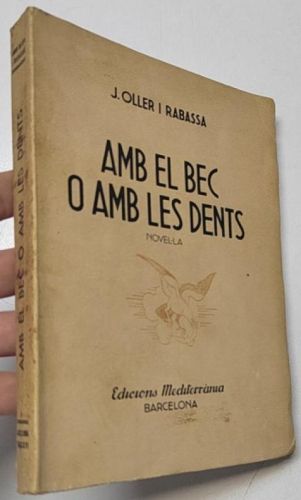 J. OLLER I RABASSA
AMB EL BEC
O AMB LES DENTS
NOVEL·LA
Edicions Mediterrània
BARCELONA
AMB EL BEC O AMB LES DENTS